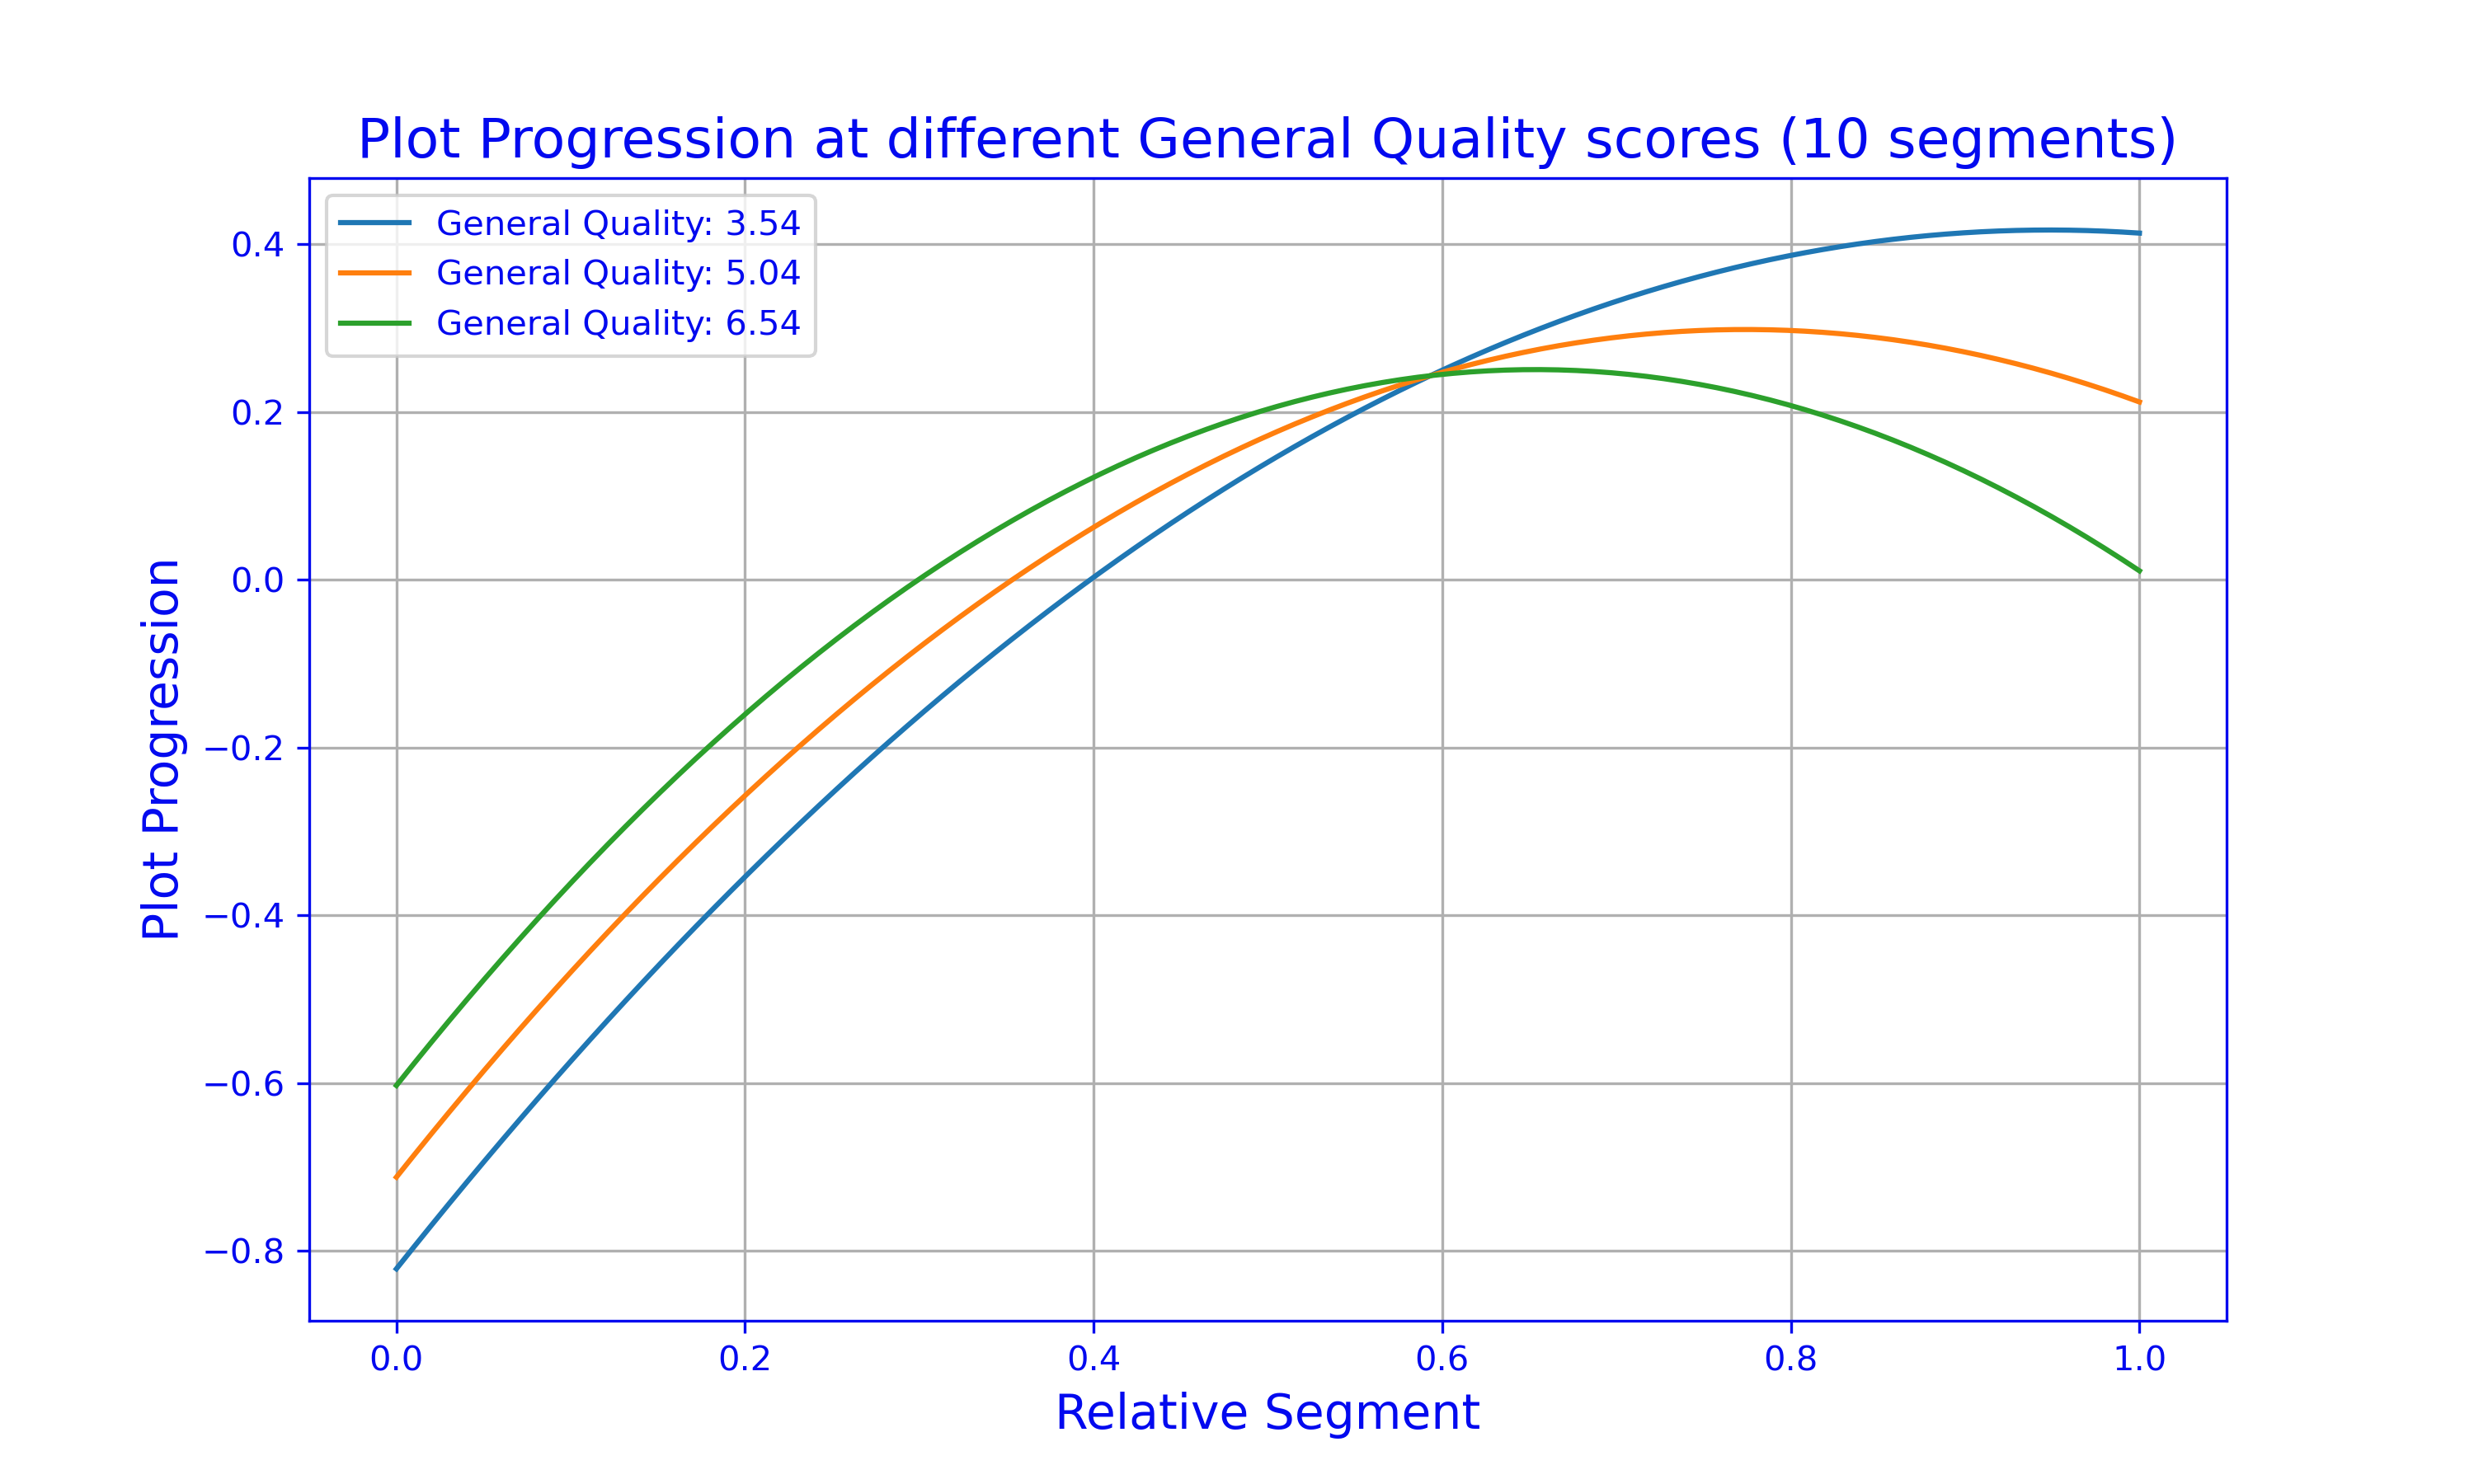 Plot Progression at different General Quality scores (10 segments)
General Quality: 3.54
General Quality: 5.04
General Quality: 6.54
Plot Progression
0.4
0.2
0.0
−0.2
−0.4
−0.6
−0.8
0.0 0.2 0.4 0.6 0.8 1.0
Relative Segment